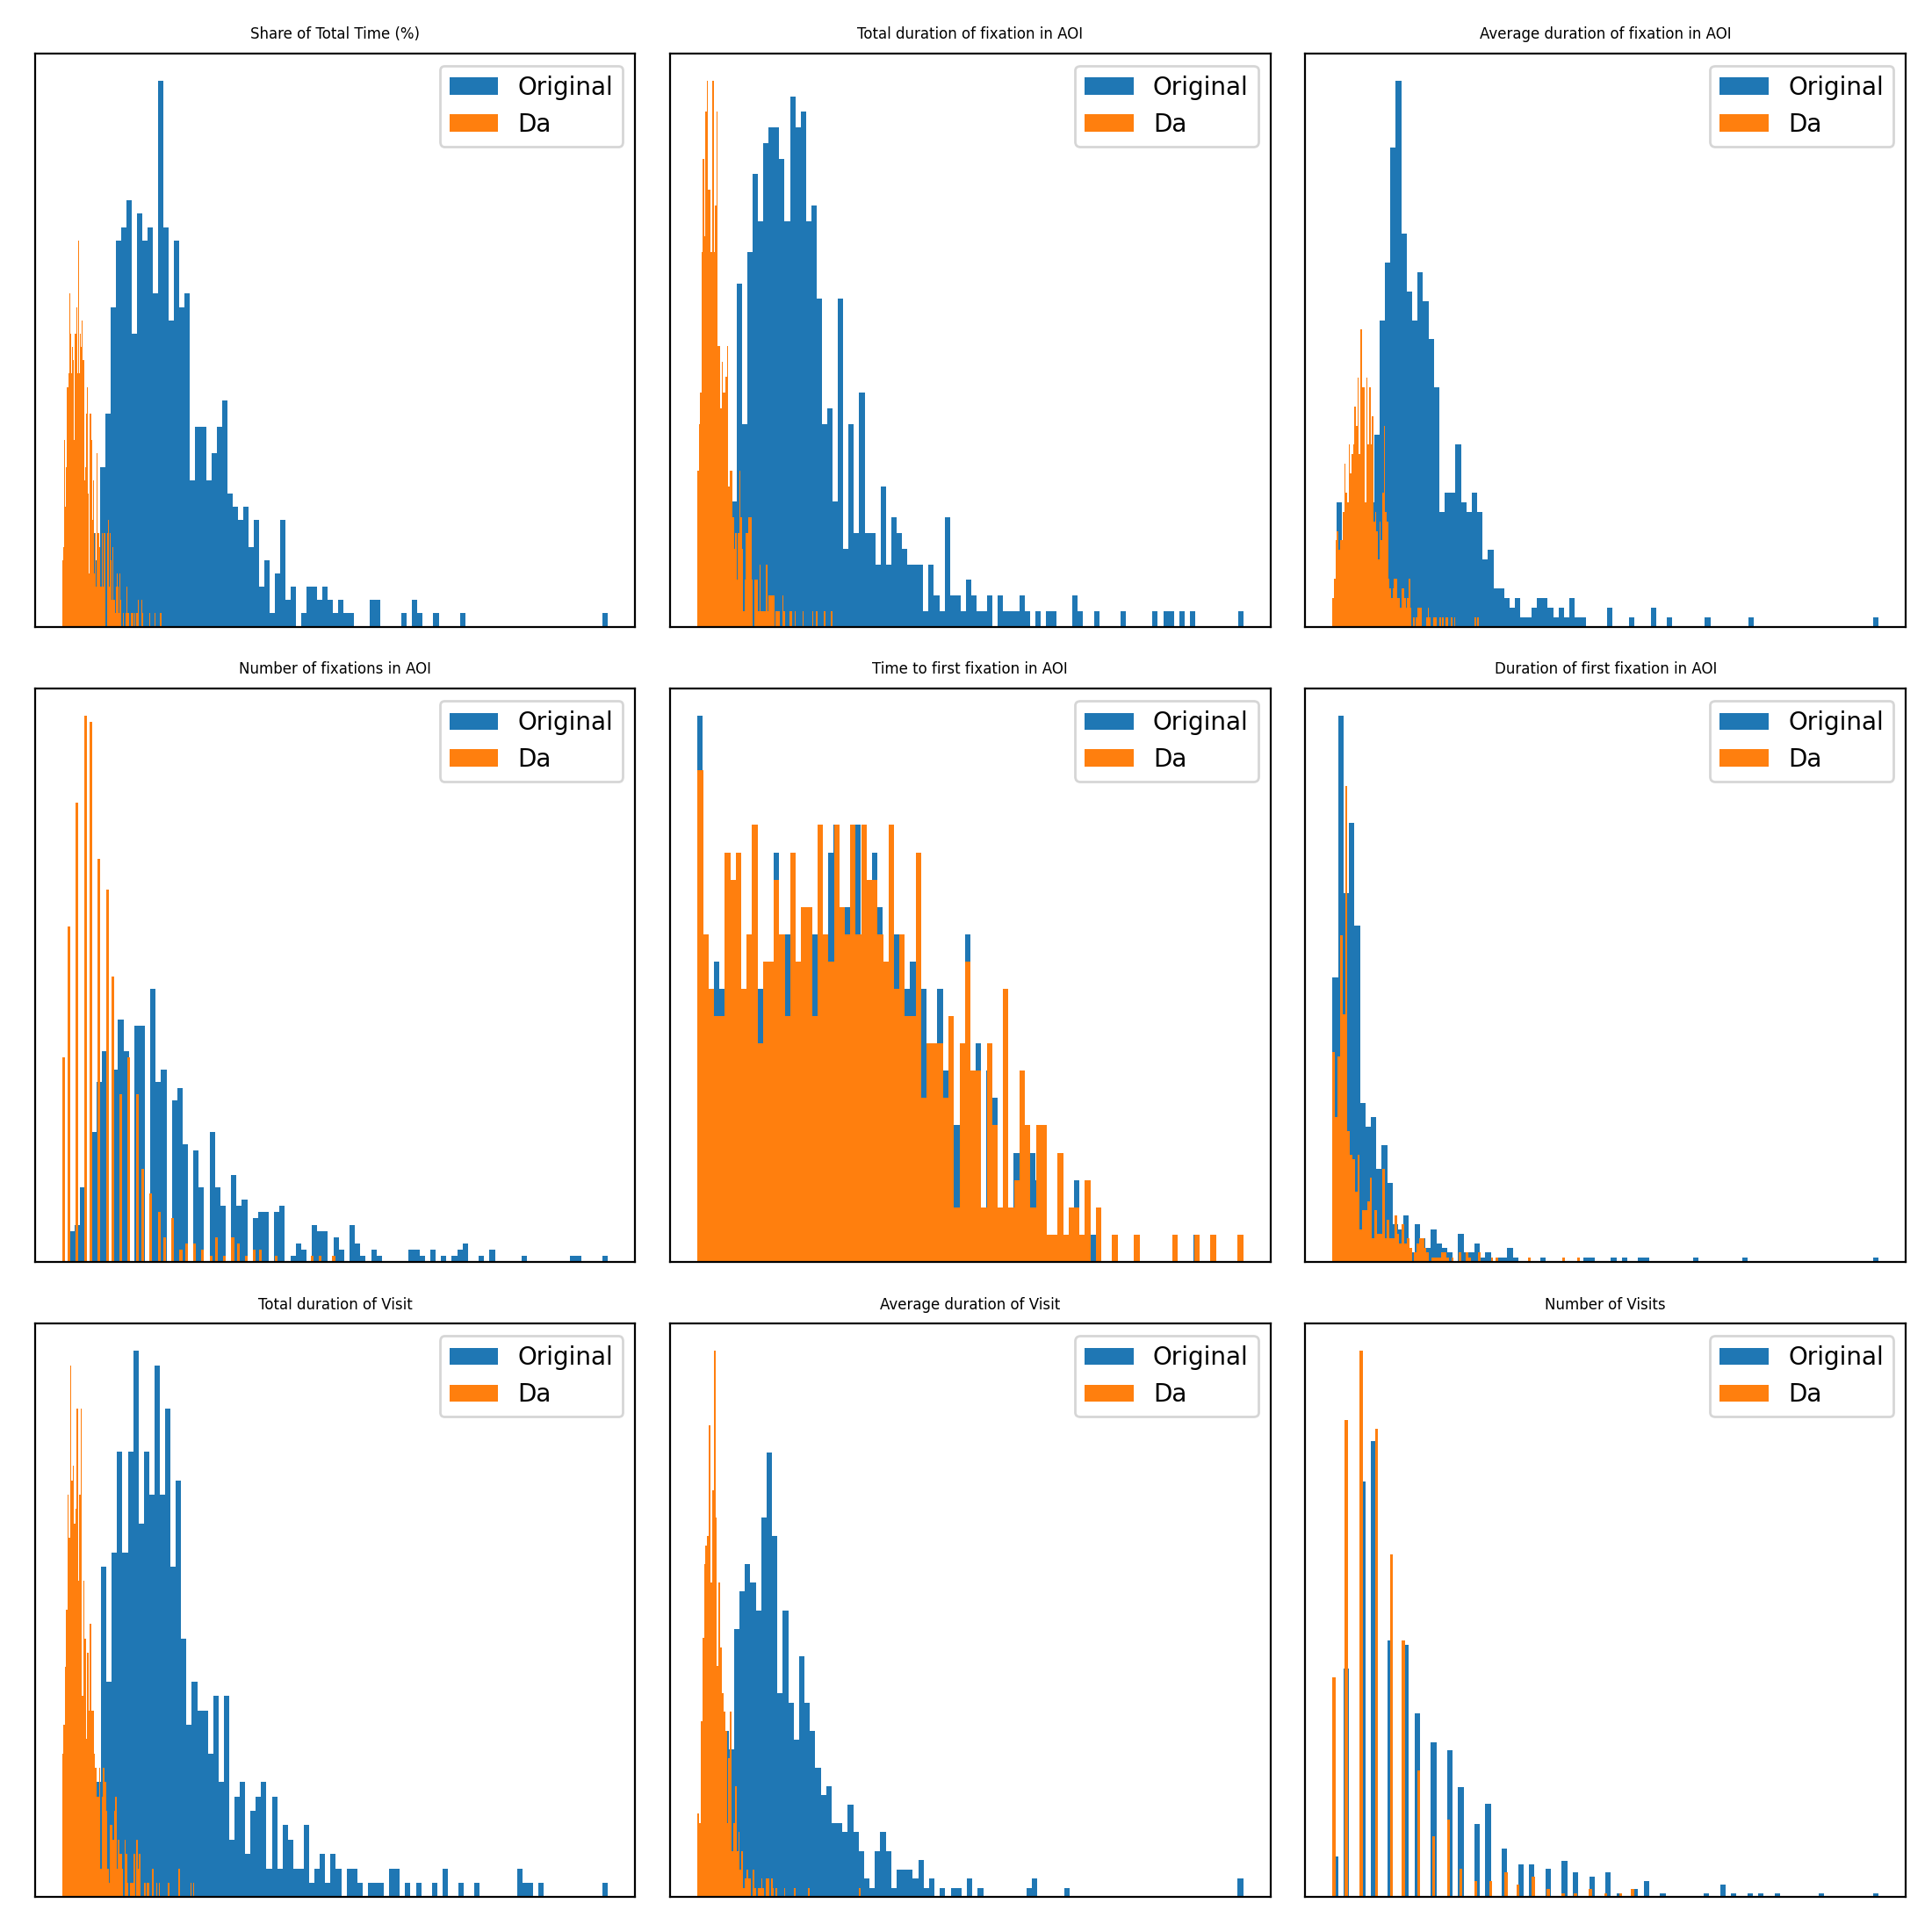 Share of Total Time (%)
Original
Da
Total duration of fixation in AOI
Original
Da
Average duration of fixation in AOI
Original
Da
Number of fixations in AOI
Original
Da
Time to first fixation in AOI
Original
Da
Duration of first fixation in AOI
Original
Da
Total duration of Visit
Original
Da
Average duration of Visit
Original
Da
Number of Visits
Original
Da